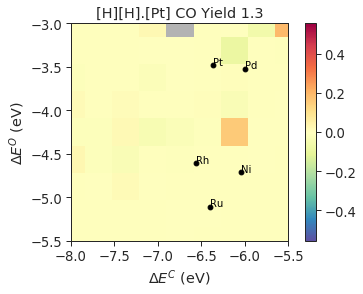 [H][H].[Pt] CO Yield 1.3
−3.0
−3.5
−4.0
−4.5
−5.0
−5.5
ΔE^O (eV)
Pt
Pd
Rh
Ni
Ru
−8.0 −7.5 −7.0 −6.5 −6.0 −5.5
ΔE^C (eV)
0.4
0.2
0.0
−0.2
−0.4